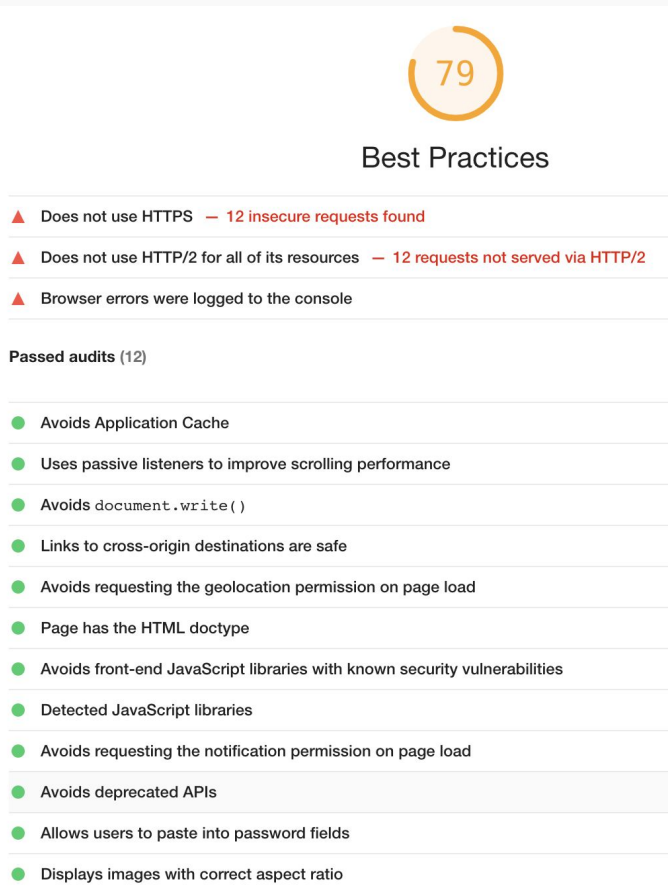 79
Best Practices
Does not use HTTPS — 12 insecure requests found
Does not use HTTP/2 for all of its resources — 12 requests not served via HTTP/2
Browser errors were logged to the console
Passed audits (12)
Avoids Application Cache
Uses passive listeners to improve scrolling performance
Avoids document.write()
Links to cross-origin destinations are safe
Avoids requesting the geolocation permission on page load
Page has the HTML doctype
Avoids front-end JavaScript libraries with known security vulnerabilities
Detected JavaScript libraries
Avoids requesting the notification permission on page load
Avoids deprecated APIs
Allows users to paste into password fields
Displays images with correct aspect ratio